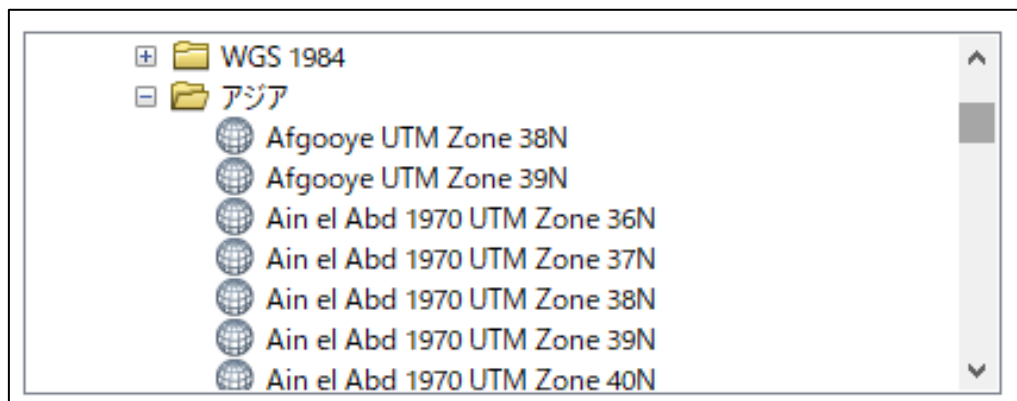 WGS 1984
アジア
Afgooye UTM Zone 38N
Afgooye UTM Zone 39N
Ain el Abd 1970 UTM Zone 36N
Ain el Abd 1970 UTM Zone 37N
Ain el Abd 1970 UTM Zone 38N
Ain el Abd 1970 UTM Zone 39N
Ain el Abd 1970 UTM Zone 40N